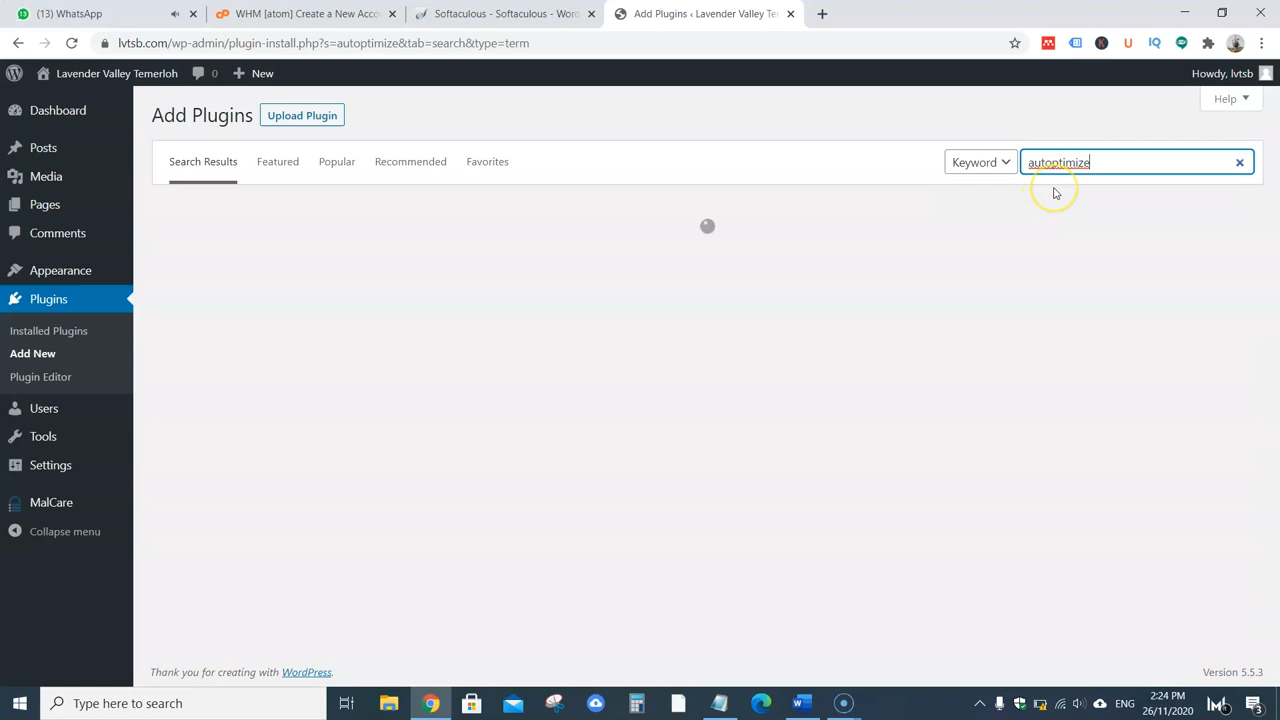 (13) WhatsApp
WHM [atom] Create a New Acco
Softaculous - Softaculous - Word
Add Plugins ‹ Lavender Valley Tem
lvtsb.com/wp-admin/plugin-install.php?s=autoptimize&tab=search&type=term
Lavender Valley Temerloh
0
New
Howdy, lvtsb
Dashboard
Posts
Media
Pages
Comments
Appearance
Plugins
Installed Plugins
Add New
Plugin Editor
Users
Tools
Settings
MalCare
Collapse menu
Add Plugins
Upload Plugin
Help
Search Results
Featured
Popular
Recommended
Favorites
Keyword
autoptimize
Thank you for creating with WordPress.
Version 5.5.3
Type here to search
ENG
2:24 PM
26/11/2020
3